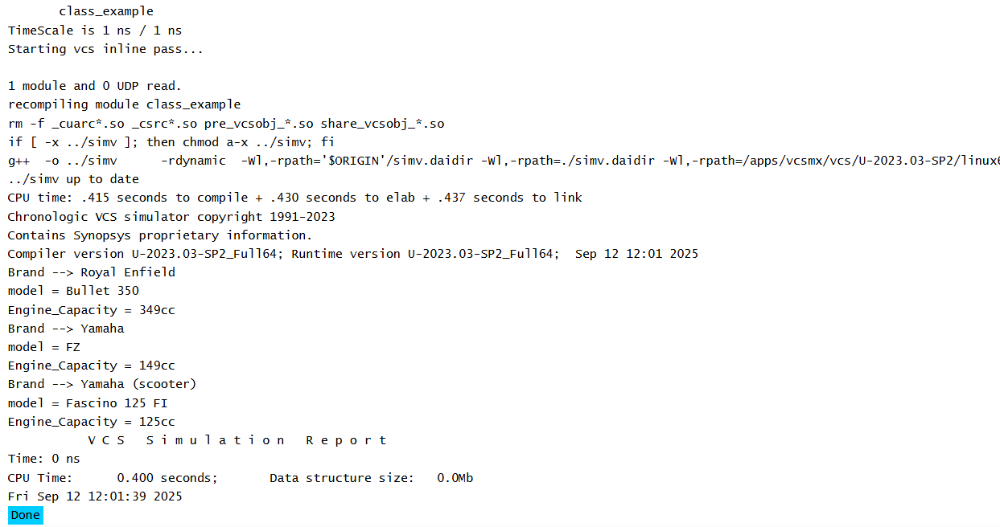 class_example
TimeScale is 1 ns / 1 ns
Starting vcs inline pass...
1 module and 0 UDP read.
recompiling module class_example
rm -f _cuarc*.so _csrc*.so pre_vcsobj_*.so share_vcsobj_*.so
if [ -x ../simv ]; then chmod a-x ../simv; fi
g++  -o ../simv      -rdynamic  -Wl,-rpath='$ORIGIN'/simv.daidir -Wl,-rpath=./simv.daidir -Wl,-rpath=/apps/vcsmx/vcs/U-2023.03-SP2/linux6
../simv up to date
CPU time: .415 seconds to compile + .430 seconds to elab + .437 seconds to link
Chronologic VCS simulator copyright 1991-2023
Contains Synopsys proprietary information.
Compiler version U-2023.03-SP2_Full64; Runtime version U-2023.03-SP2_Full64;  Sep 12 12:01 2025
Brand --> Royal Enfield
model = Bullet 350
Engine_Capacity = 349cc
Brand --> Yamaha
model = FZ
Engine_Capacity = 149cc
Brand --> Yamaha (scooter)
model = Fascino 125 FI
Engine_Capacity = 125cc
V C S   S i m u l a t i o n   R e p o r t
Time: 0 ns
CPU Time:      0.400 seconds;       Data structure size:   0.0Mb
Fri Sep 12 12:01:39 2025
Done